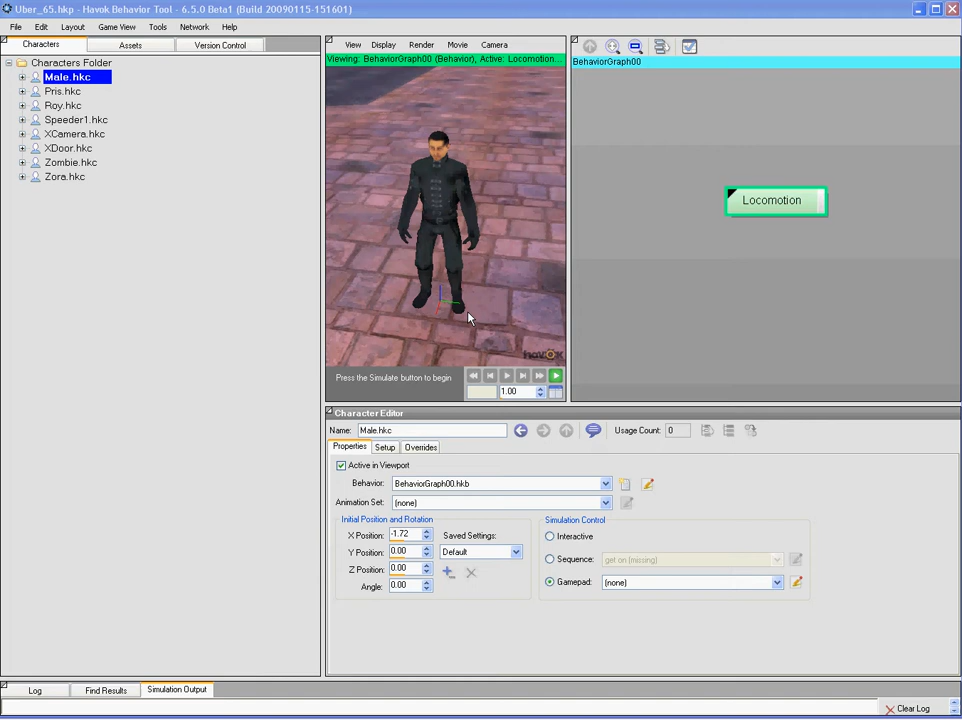 Uber_65.hkp - Havok Behavior Tool - 6.5.0 Beta1 (Build 20090115-151601)
File Edit Layout Game View Tools Network Help
Characters Assets Version Control
View Display Render Movie Camera
Viewing: BehaviorGraph00 (Behavior), Active: Locomotion...
BehaviorGraph00
Characters Folder
Male.hkc
Pris.hkc
Roy.hkc
Speeder1.hkc
XCamera.hkc
XDoor.hkc
Zombie.hkc
Zora.hkc
Locomotion
havok
Press the Simulate button to begin
1.00
Character Editor
Name: Male.hkc
Usage Count: 0
Properties Setup Overrides
Active in Viewport
Behavior: BehaviorGraph00.hkb
Animation Set: (none)
Initial Position and Rotation
X Position: -1.72
Y Position: 0.00
Z Position: 0.00
Angle: 0.00
Saved Settings:
Default
Simulation Control
Interactive
Sequence: get on (missing)
Gamepad: (none)
Log Find Results Simulation Output
Clear Log